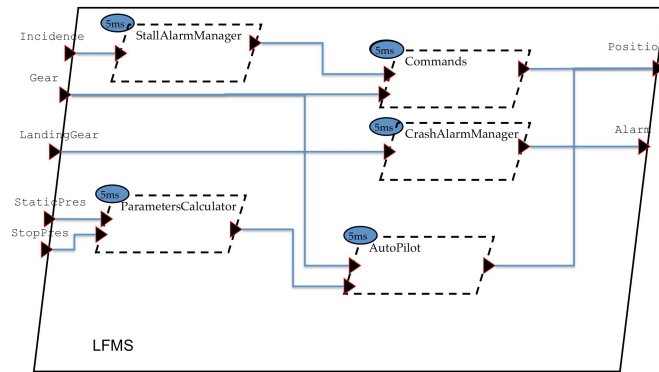 5ms
StallAlarmManager
Incidence
5ms
Commands
Positio
Gear
5ms
CrashAlarmManager
Alarm
LandingGear
5ms
ParametersCalculator
StaticPres
StopPres
5ms
AutoPilot
LFMS